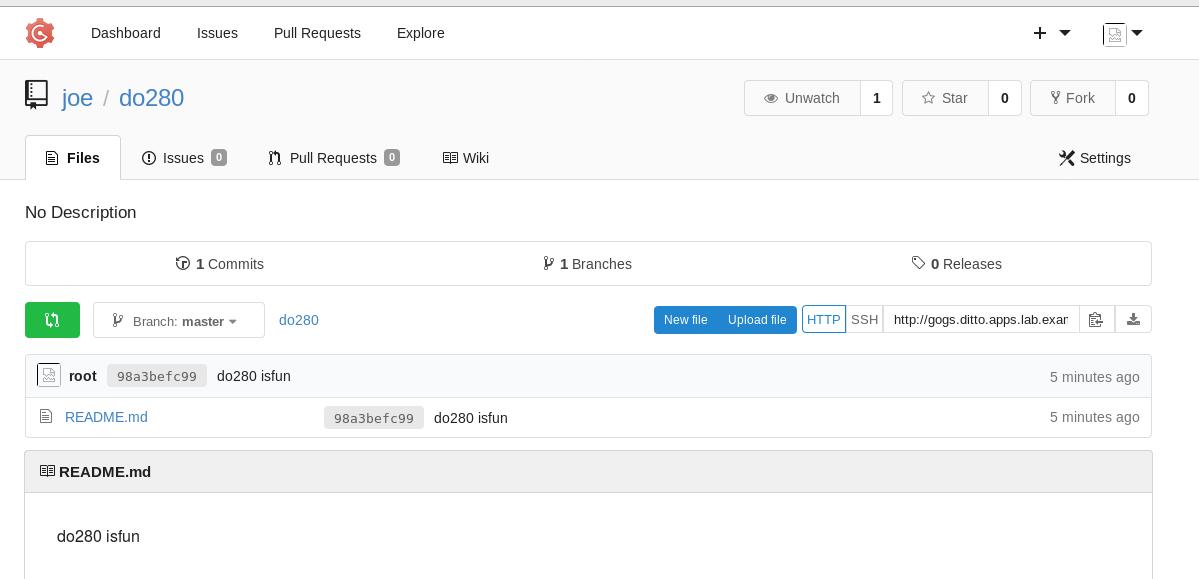 Dashboard Issues Pull Requests Explore
joe / do280 Unwatch 1 Star 0 Fork 0
Files Issues 0 Pull Requests 0 Wiki Settings
No Description
1 Commits 1 Branches 0 Releases
Branch: master do280 New file Upload file HTTP SSH http://gogs.ditto.apps.lab.exan
root 98a3befc99 do280 isfun 5 minutes ago
README.md 98a3befc99 do280 isfun 5 minutes ago
README.md
do280 isfun